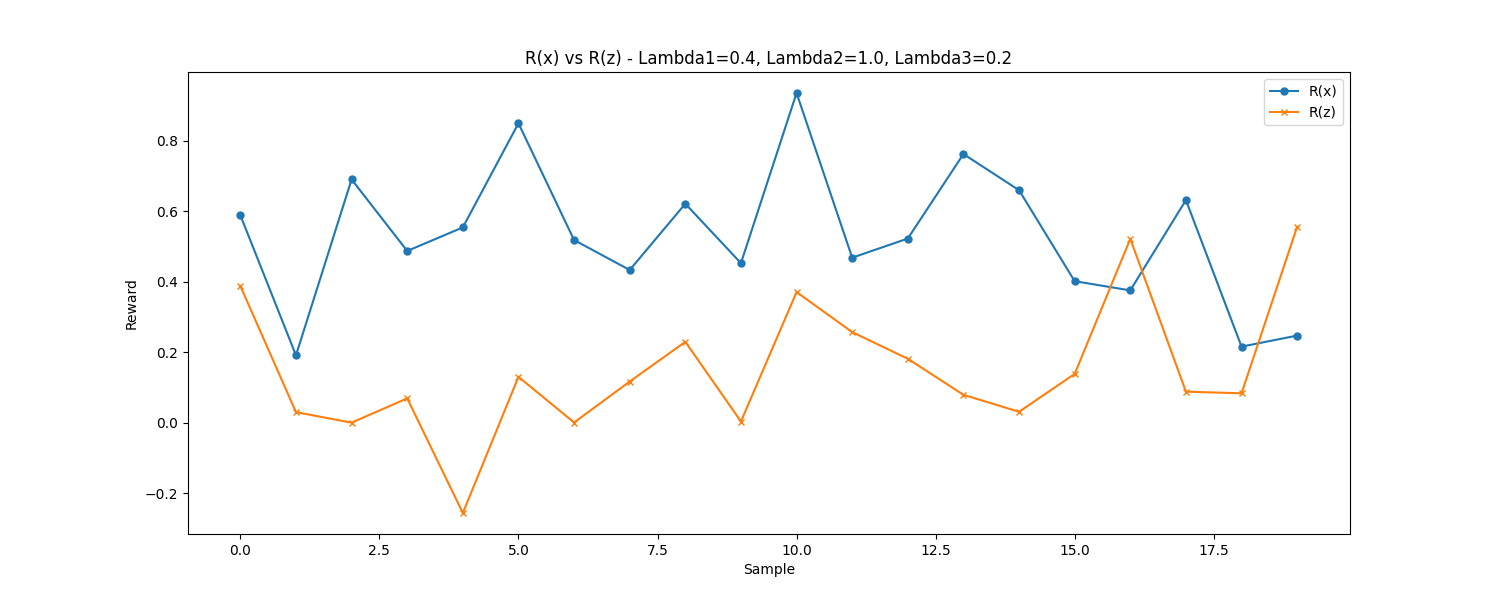 R(x) vs R(z) - Lambda1=0.4, Lambda2=1.0, Lambda3=0.2
R(x)
R(z)
Reward
0.8
0.6
0.4
0.2
0.0
−0.2
0.0 2.5 5.0 7.5 10.0 12.5 15.0 17.5
Sample